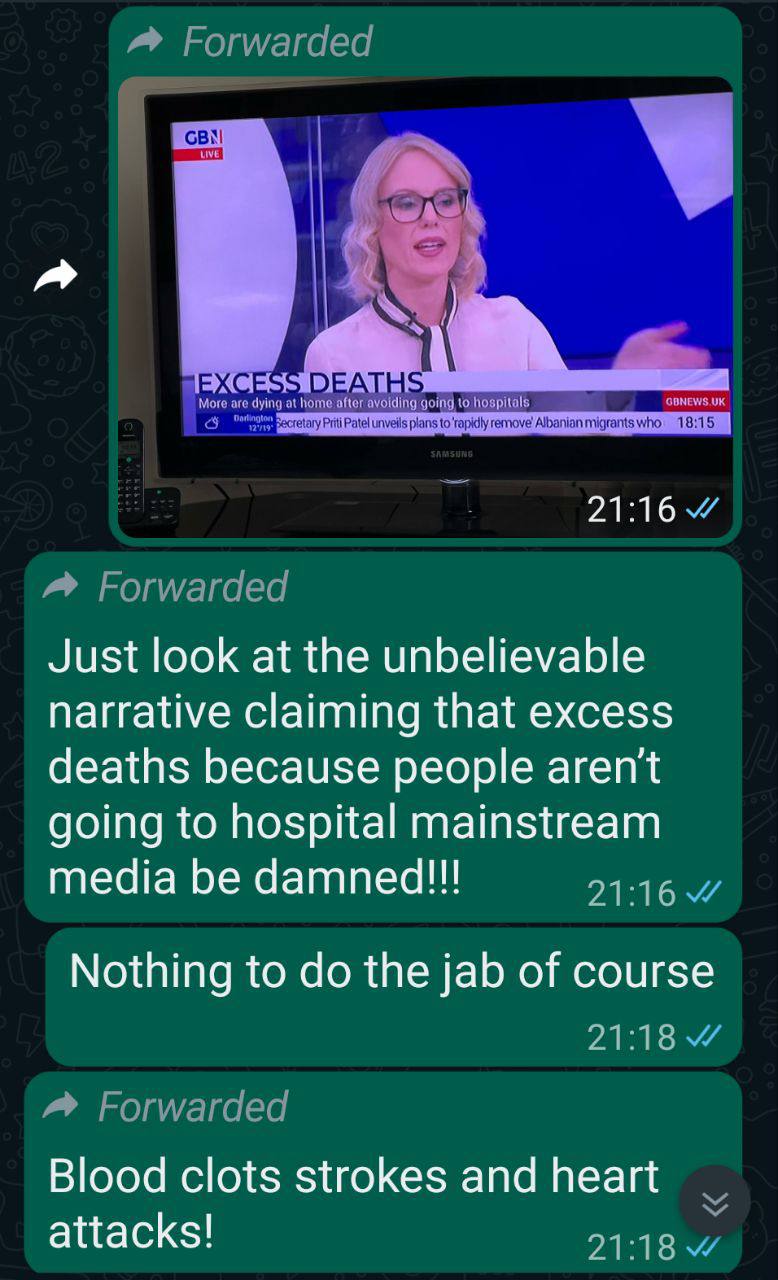 Forwarded
GBN
LIVE
EXCESS DEATHS
More are dying at home after avoiding going to hospitals
GBNEWS.UK
Darlington
12°/19°
Secretary Priti Patel unveils plans to 'rapidly remove' Albanian migrants who
18:15
SAMSUNG
21:16
Forwarded
Just look at the unbelievable
narrative claiming that excess
deaths because people aren’t
going to hospital mainstream
media be damned!!!
21:16
Nothing to do the jab of course
21:18
Forwarded
Blood clots strokes and heart
attacks!
21:18